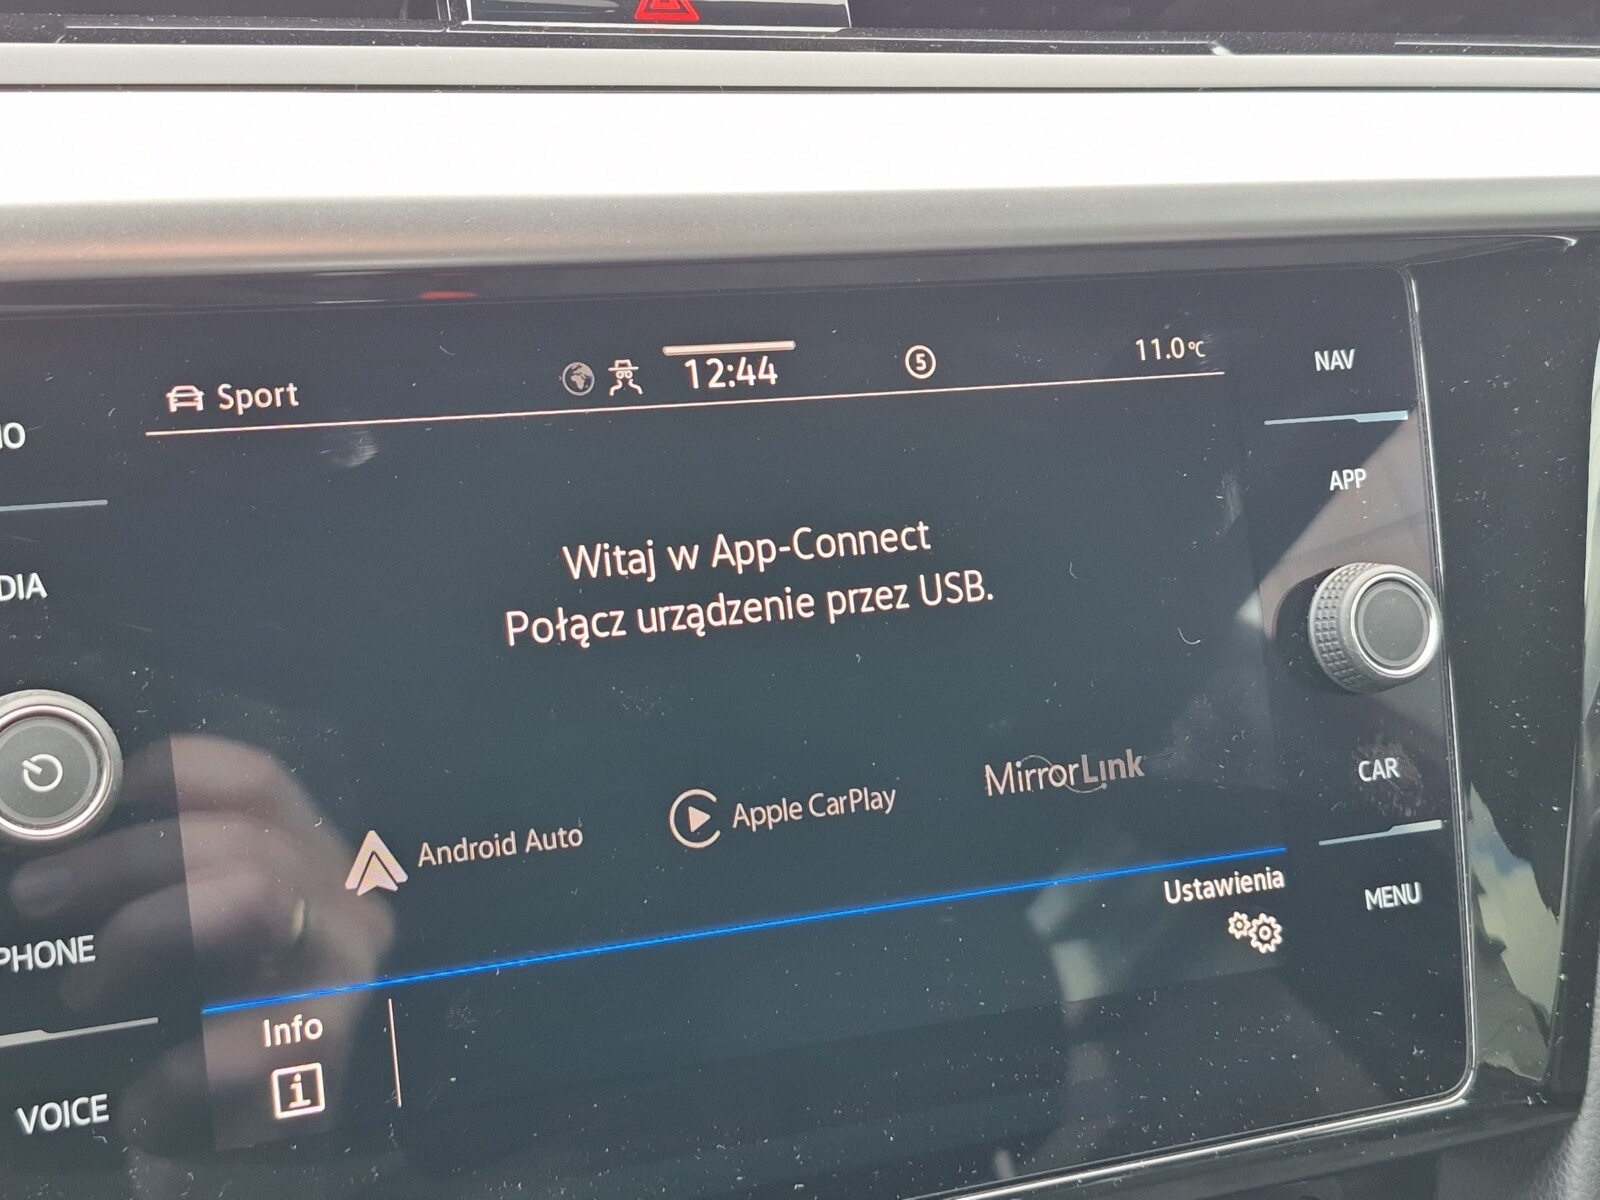 Sport
12:44
5
11.0°C
NAV
APP
Witaj w App-Connect
Połącz urządzenie przez USB.
Android Auto
Apple CarPlay
MirrorLink
CAR
Ustawienia
MENU
PHONE
Info
i
VOICE